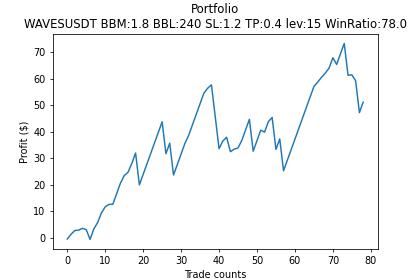 Portfolio
WAVESUSDT BBM:1.8 BBL:240 SL:1.2 TP:0.4 lev:15 WinRatio:78.0
70
60
50
40
30
20
10
0
Profit ($)
0 10 20 30 40 50 60 70 80
Trade counts